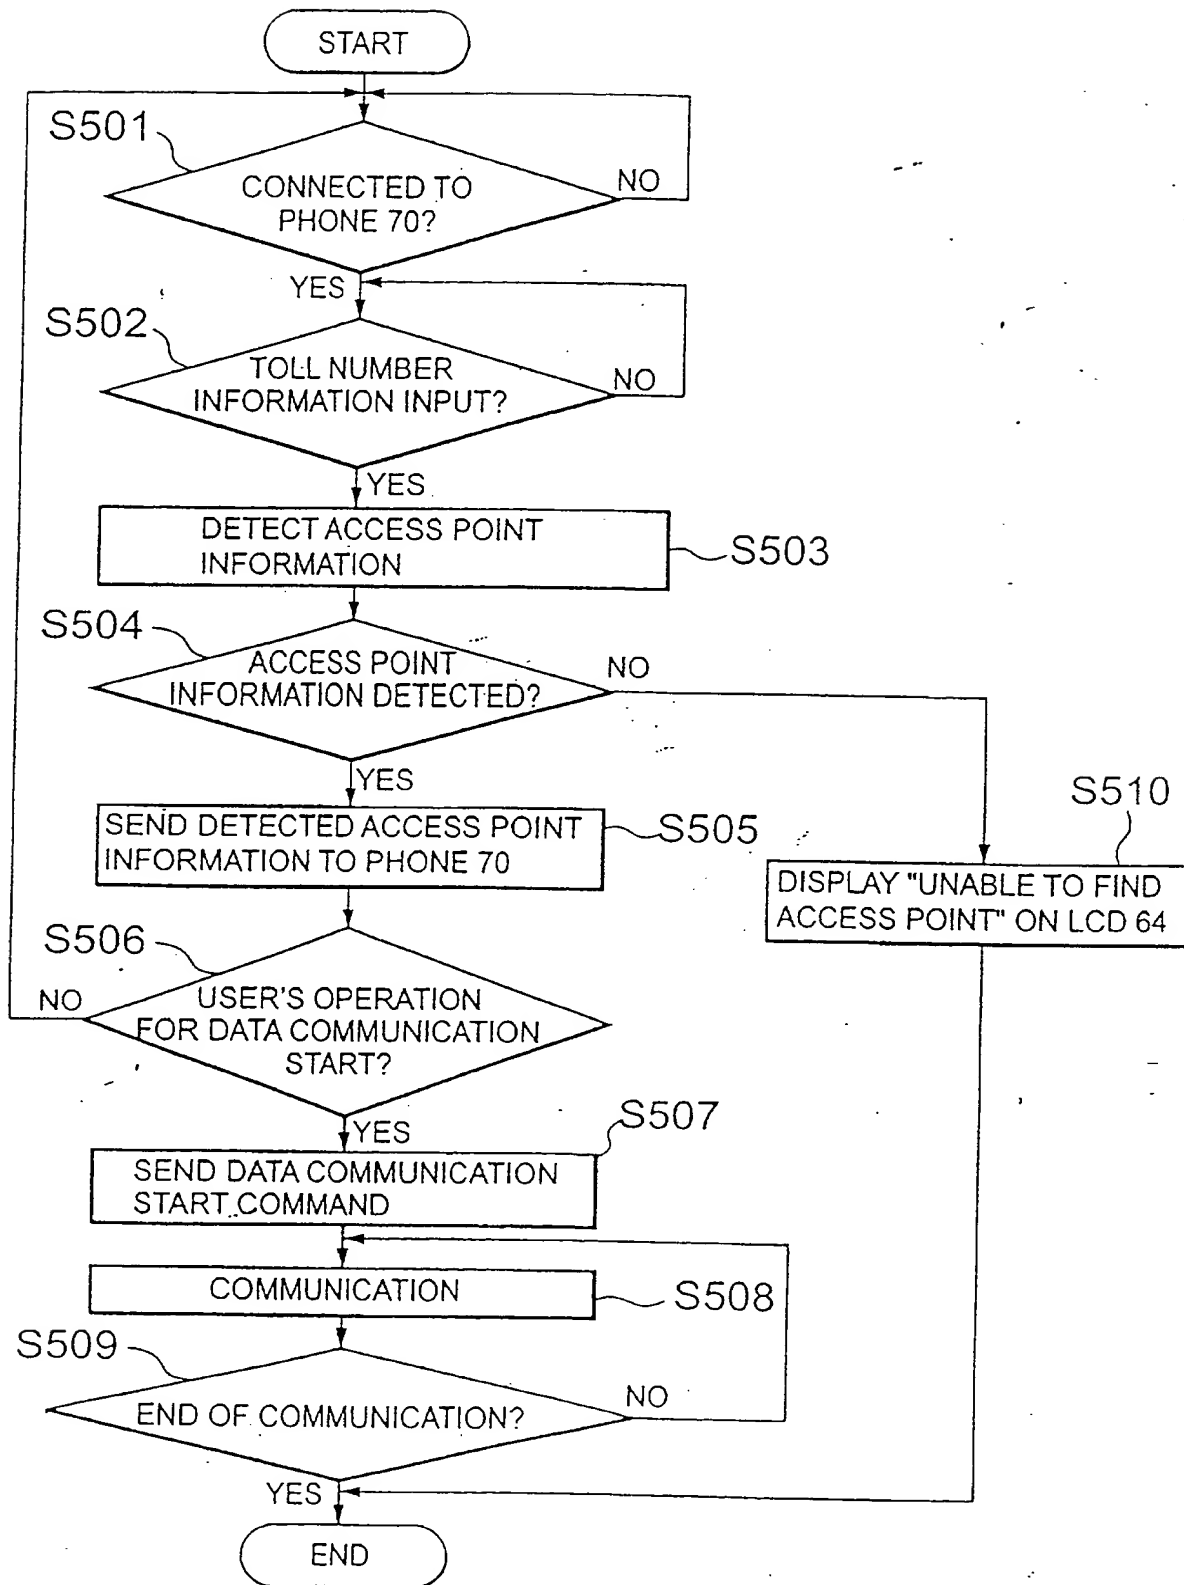 START
S501
CONNECTED TO
PHONE 70?
NO
YES
S502
TOLL NUMBER
INFORMATION INPUT?
NO
YES
DETECT ACCESS POINT
INFORMATION
S503
S504
ACCESS POINT
INFORMATION DETECTED?
NO
YES
SEND DETECTED ACCESS POINT
INFORMATION TO PHONE 70
S505
S510
DISPLAY "UNABLE TO FIND
ACCESS POINT" ON LCD 64
S506
NO
USER'S OPERATION
FOR DATA COMMUNICATION
START?
YES
S507
SEND DATA COMMUNICATION
START COMMAND
COMMUNICATION
S508
S509
END OF COMMUNICATION?
NO
YES
END